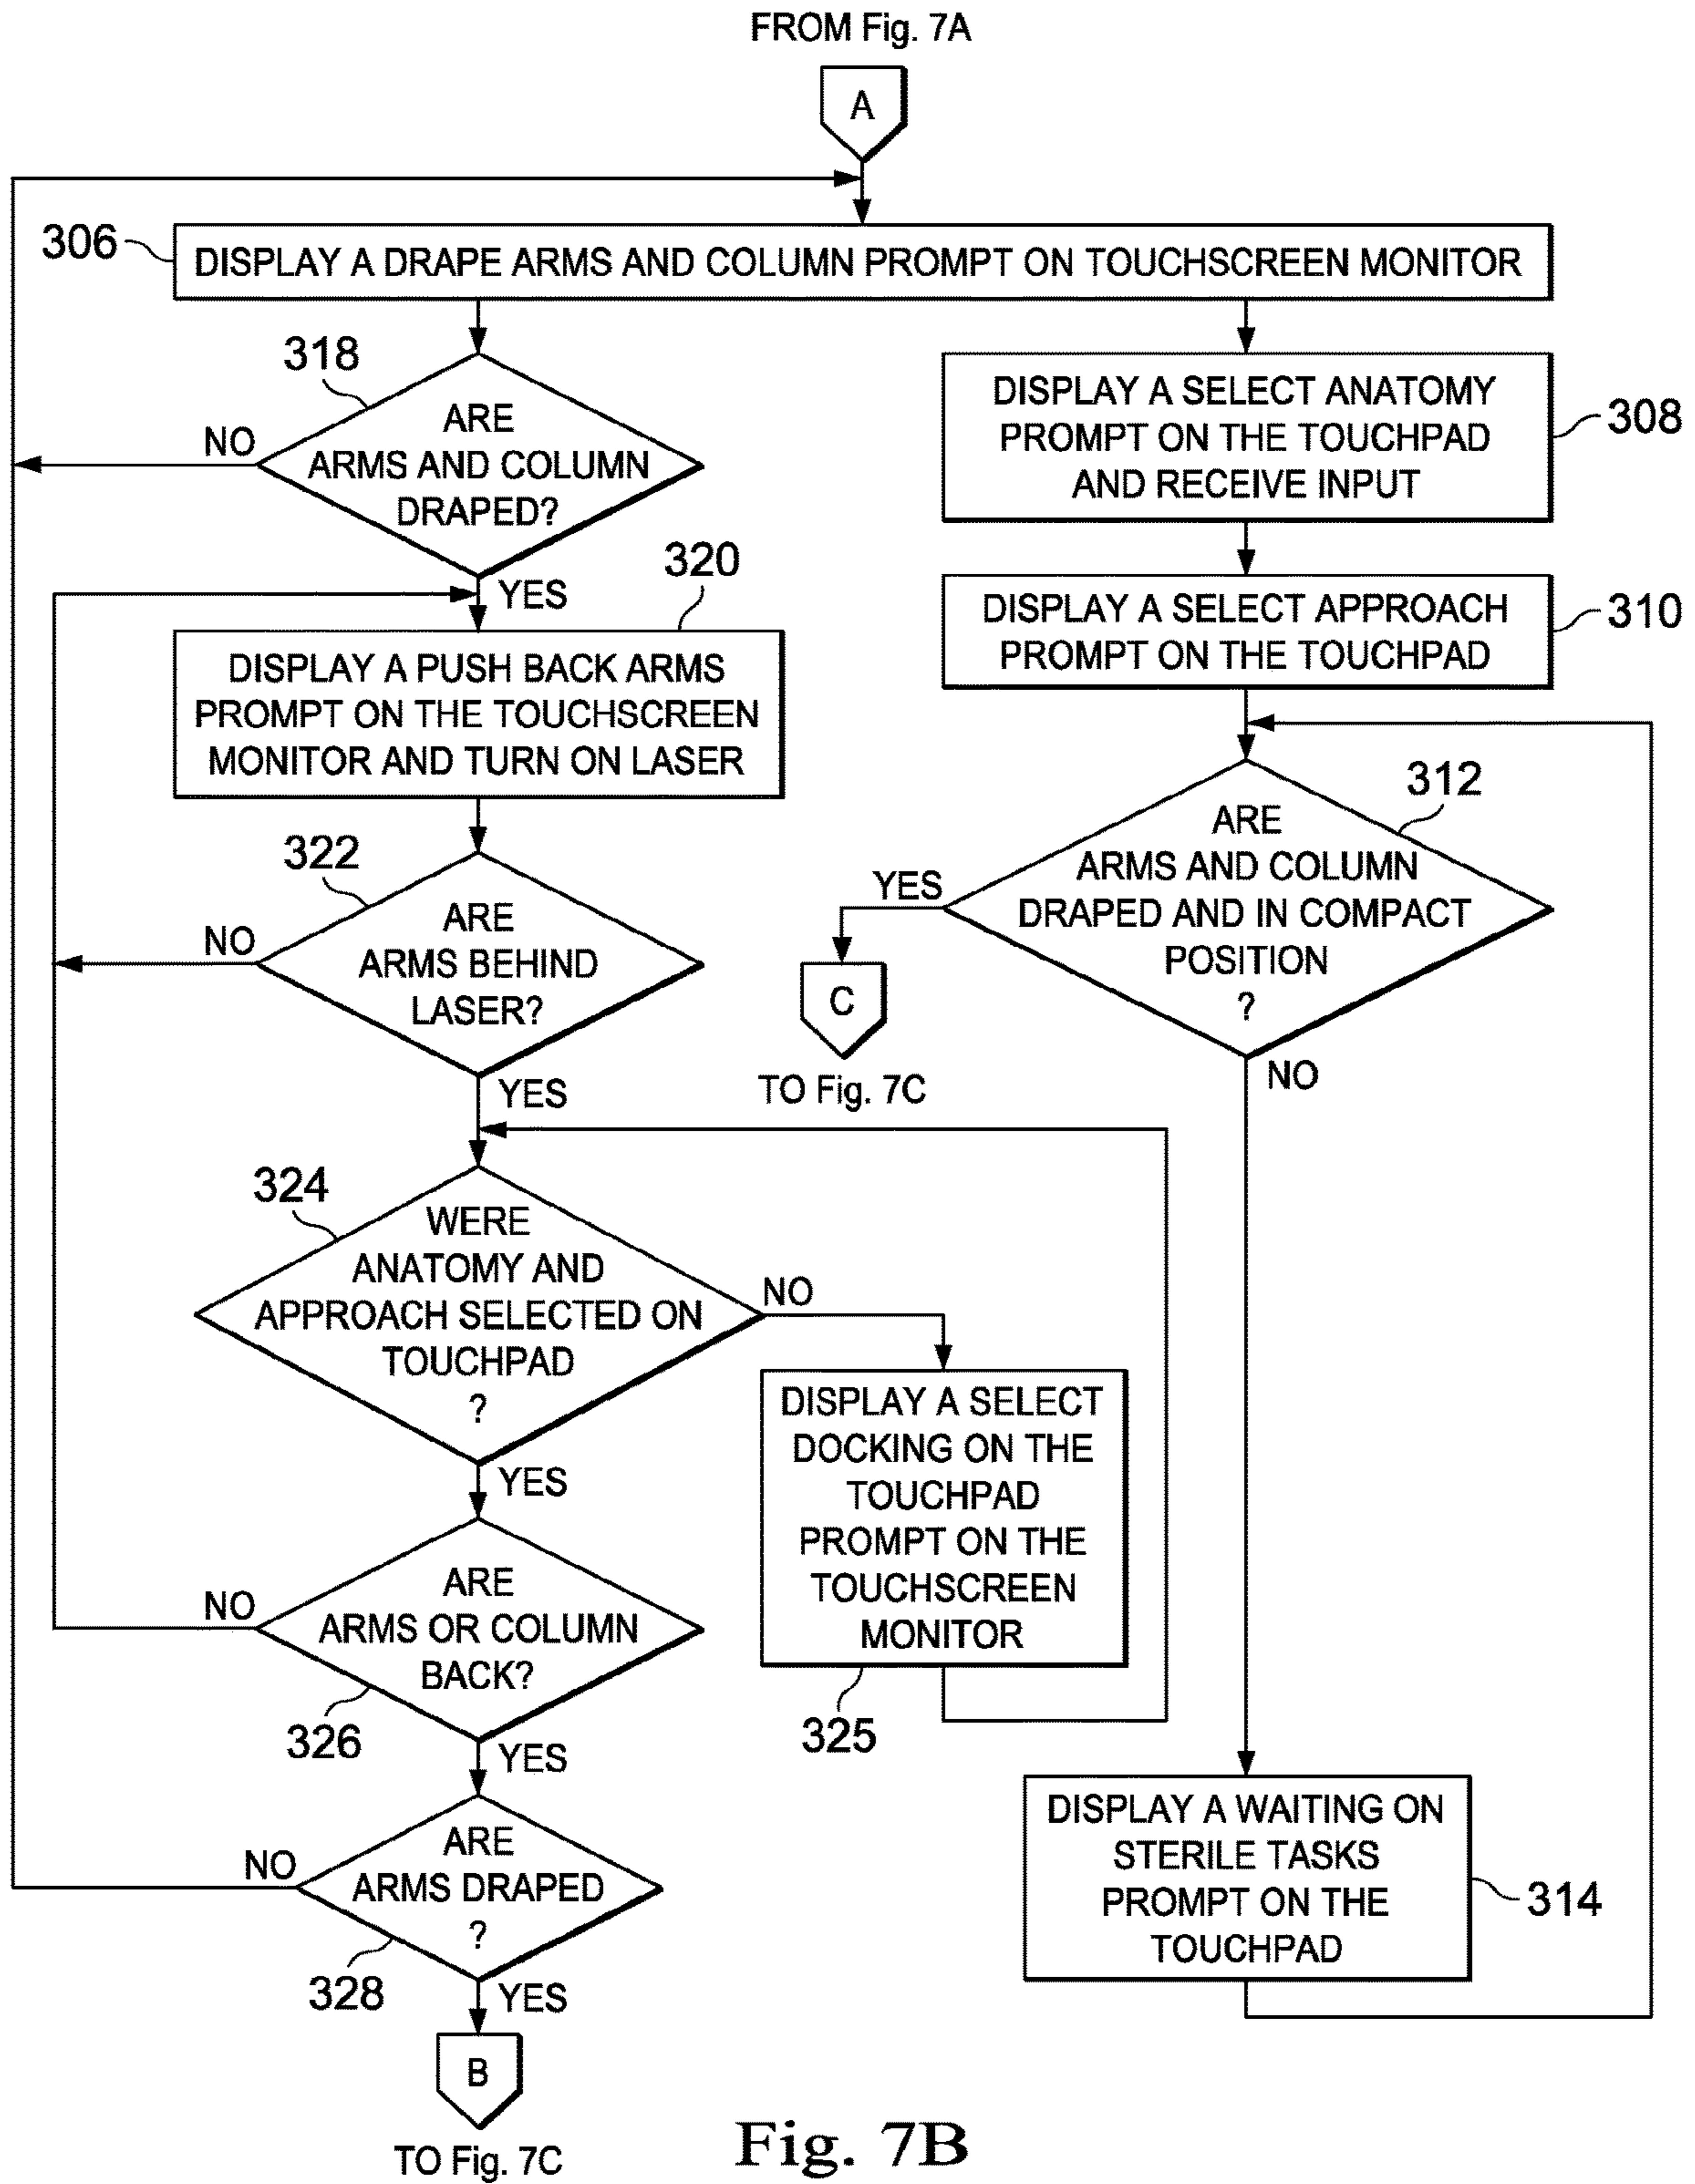 FROM Fig. 7A
A
306
DISPLAY A DRAPE ARMS AND COLUMN PROMPT ON TOUCHSCREEN MONITOR
318
ARE
ARMS AND COLUMN
DRAPED?
NO
YES
320
DISPLAY A PUSH BACK ARMS
PROMPT ON THE TOUCHSCREEN
MONITOR AND TURN ON LASER
322
ARE
ARMS BEHIND
LASER?
NO
YES
324
WERE
ANATOMY AND
APPROACH SELECTED ON
TOUCHPAD
?
NO
YES
DISPLAY A SELECT
DOCKING ON THE
TOUCHPAD
PROMPT ON THE
TOUCHSCREEN
MONITOR
325
ARE
ARMS OR COLUMN
BACK?
NO
326
YES
ARE
ARMS DRAPED
?
NO
328
YES
B
TO Fig. 7C
DISPLAY A SELECT ANATOMY
PROMPT ON THE TOUCHPAD
AND RECEIVE INPUT
308
DISPLAY A SELECT APPROACH
PROMPT ON THE TOUCHPAD
310
312
ARE
ARMS AND COLUMN
DRAPED AND IN COMPACT
POSITION
?
YES
C
TO Fig. 7C
NO
DISPLAY A WAITING ON
STERILE TASKS
PROMPT ON THE
TOUCHPAD
314
Fig. 7B